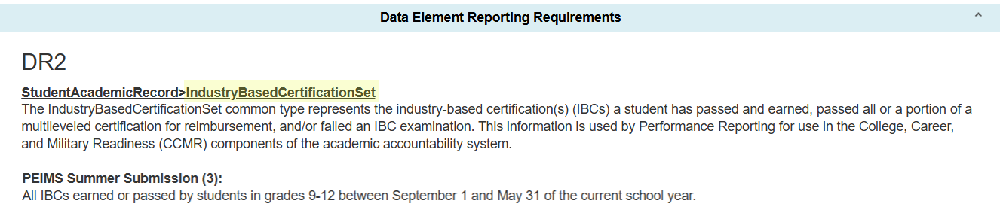 Data Element Reporting Requirements
DR2
StudentAcademicRecord>IndustryBasedCertificationSet
The IndustryBasedCertificationSet common type represents the industry-based certification(s) (IBCs) a student has passed and earned, passed all or a portion of a
multileveled certification for reimbursement, and/or failed an IBC examination. This information is used by Performance Reporting for use in the College, Career,
and Military Readiness (CCMR) components of the academic accountability system.
PEIMS Summer Submission (3):
All IBCs earned or passed by students in grades 9-12 between September 1 and May 31 of the current school year.